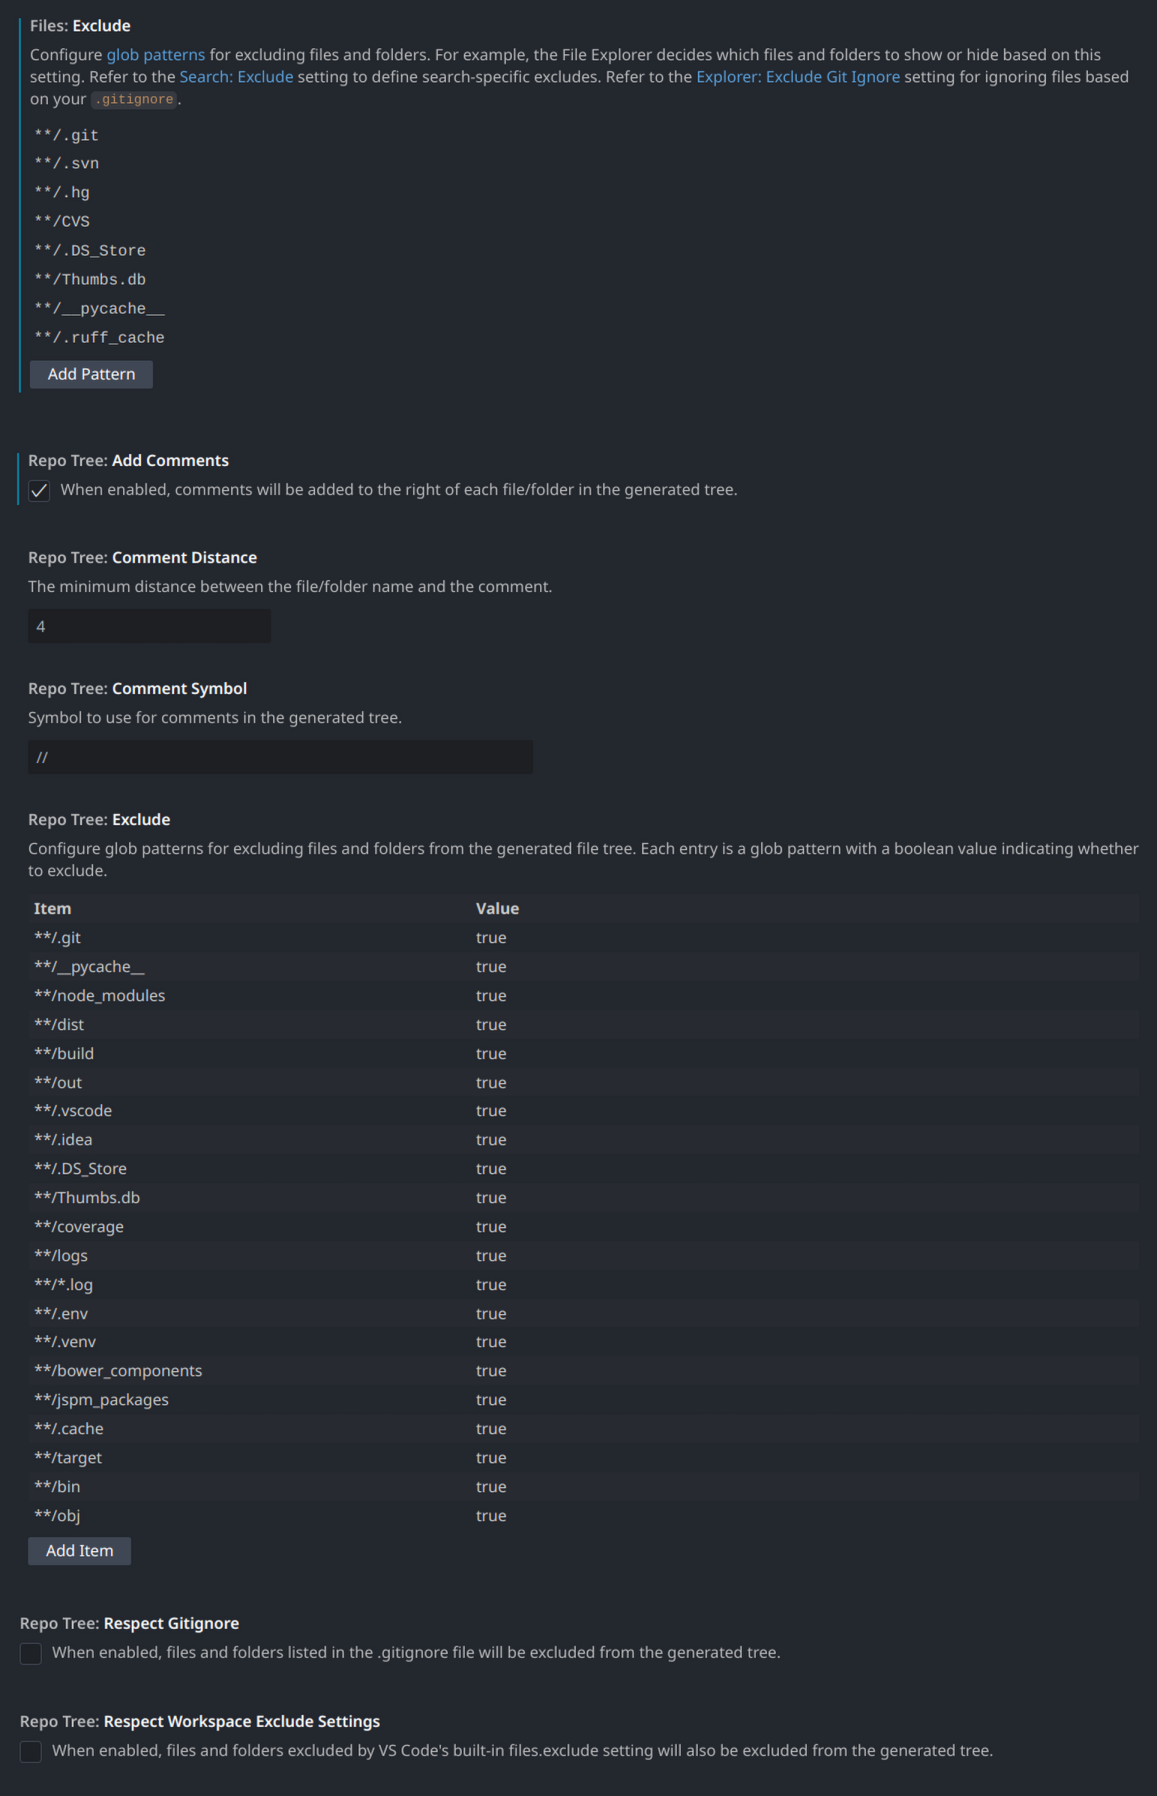 Files: Exclude
Configure glob patterns for excluding files and folders. For example, the File Explorer decides which files and folders to show or hide based on this
setting. Refer to the Search: Exclude setting to define search-specific excludes. Refer to the Explorer: Exclude Git Ignore setting for ignoring files based
on your .gitignore.
**/.git
**/.svn
**/.hg
**/CVS
**/.DS_Store
**/Thumbs.db
**/__pycache__
**/.ruff_cache
Add Pattern
Repo Tree: Add Comments
When enabled, comments will be added to the right of each file/folder in the generated tree.
Repo Tree: Comment Distance
The minimum distance between the file/folder name and the comment.
4
Repo Tree: Comment Symbol
Symbol to use for comments in the generated tree.
//
Repo Tree: Exclude
Configure glob patterns for excluding files and folders from the generated file tree. Each entry is a glob pattern with a boolean value indicating whether
to exclude.
Item Value
**/.git true
**/__pycache__ true
**/node_modules true
**/dist true
**/build true
**/out true
**/.vscode true
**/.idea true
**/.DS_Store true
**/Thumbs.db true
**/coverage true
**/logs true
**/*.log true
**/.env true
**/.venv true
**/bower_components true
**/jspm_packages true
**/.cache true
**/target true
**/bin true
**/obj true
Add Item
Repo Tree: Respect Gitignore
When enabled, files and folders listed in the .gitignore file will be excluded from the generated tree.
Repo Tree: Respect Workspace Exclude Settings
When enabled, files and folders excluded by VS Code's built-in files.exclude setting will also be excluded from the generated tree.